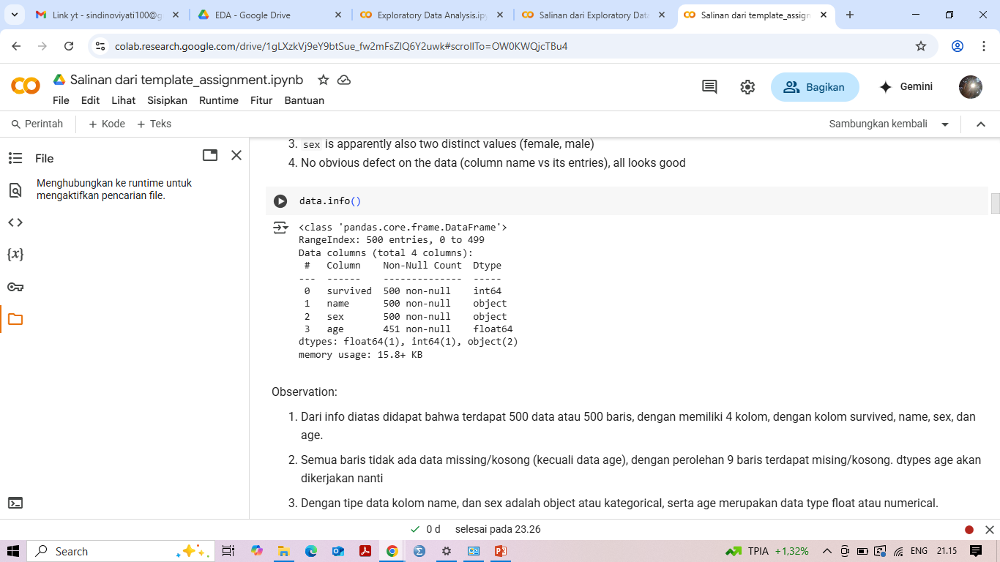 Link yt - sindinoviyati100@g
EDA - Google Drive
Exploratory Data Analysis.ip
Salinan dari Exploratory Dat
Salinan dari template_assign
colab.research.google.com/drive/1gLXzkVj9eY9btSue_fw2mFsZlQ6Y2uwk#scrollTo=OW0KWQjcTBu4
CO
Salinan dari template_assignment.ipynb
File Edit Lihat Sisipkan Runtime Fitur Bantuan
Bagikan
Gemini
Perintah + Kode + Teks
Sambungkan kembali
File
Menghubungkan ke runtime untuk
mengaktifkan pencarian file.
3. sex is apparently also two distinct values (female, male)
4. No obvious defect on the data (column name vs its entries), all looks good
data.info()
<class 'pandas.core.frame.DataFrame'>
RangeIndex: 500 entries, 0 to 499
Data columns (total 4 columns):
 #   Column    Non-Null Count  Dtype
---  ------    --------------  -----
 0   survived  500 non-null    int64
 1   name      500 non-null    object
 2   sex       500 non-null    object
 3   age       451 non-null    float64
dtypes: float64(1), int64(1), object(2)
memory usage: 15.8+ KB
Observation:
1. Dari info diatas didapat bahwa terdapat 500 data atau 500 baris, dengan memiliki 4 kolom, dengan kolom survived, name, sex, dan
age.
2. Semua baris tidak ada data missing/kosong (kecuali data age), dengan perolehan 9 baris terdapat mising/kosong. dtypes age akan
dikerjakan nanti
3. Dengan tipe data kolom name, dan sex adalah object atau kategorical, serta age merupakan data type float atau numerical.
0 d selesai pada 23.26
Search
TPIA +1,32%
ENG
21.15